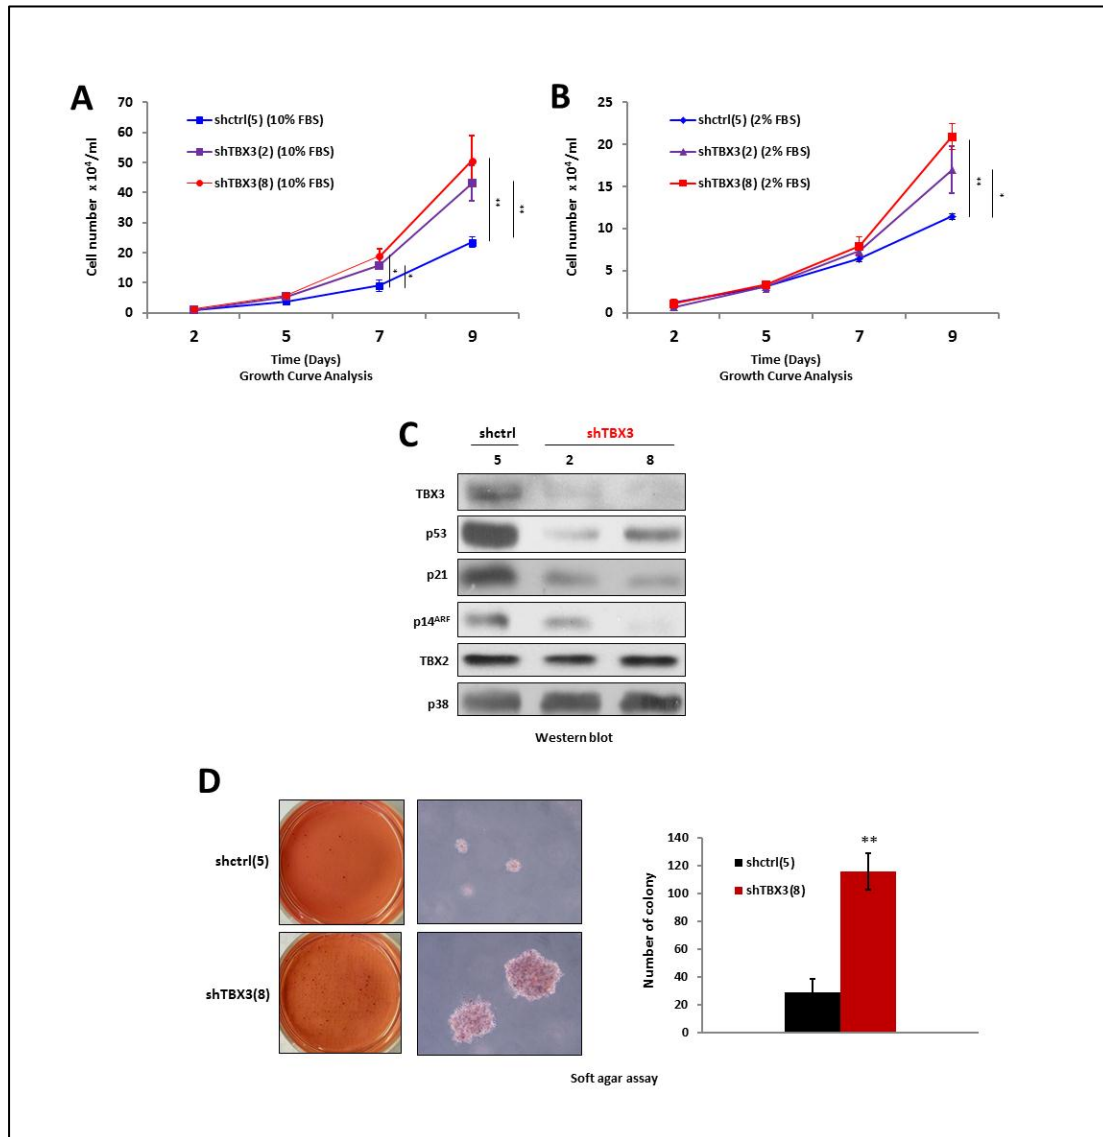 A
B
70
60
50
40
30
20
10
0
Cell number x 10⁴/ml
shctrl(5) (10% FBS)
shTBX3(2) (10% FBS)
shTBX3(8) (10% FBS)
**
**
*
*
2 5 7 9
Time (Days)
Growth Curve Analysis
25
20
15
10
5
0
Cell number x 10⁴/ml
shctrl(5) (2% FBS)
shTBX3(2) (2% FBS)
shTBX3(8) (2% FBS)
**
*
2 5 7 9
Time (Days)
Growth Curve Analysis
C
shctrl shTBX3
5 2 8
TBX3
p53
p21
p14ᴬᴿᶠ
TBX2
p38
Western blot
D
shctrl(5)
shTBX3(8)
140
120
100
80
60
40
20
0
Number of colony
shctrl(5)
shTBX3(8)
**
Soft agar assay